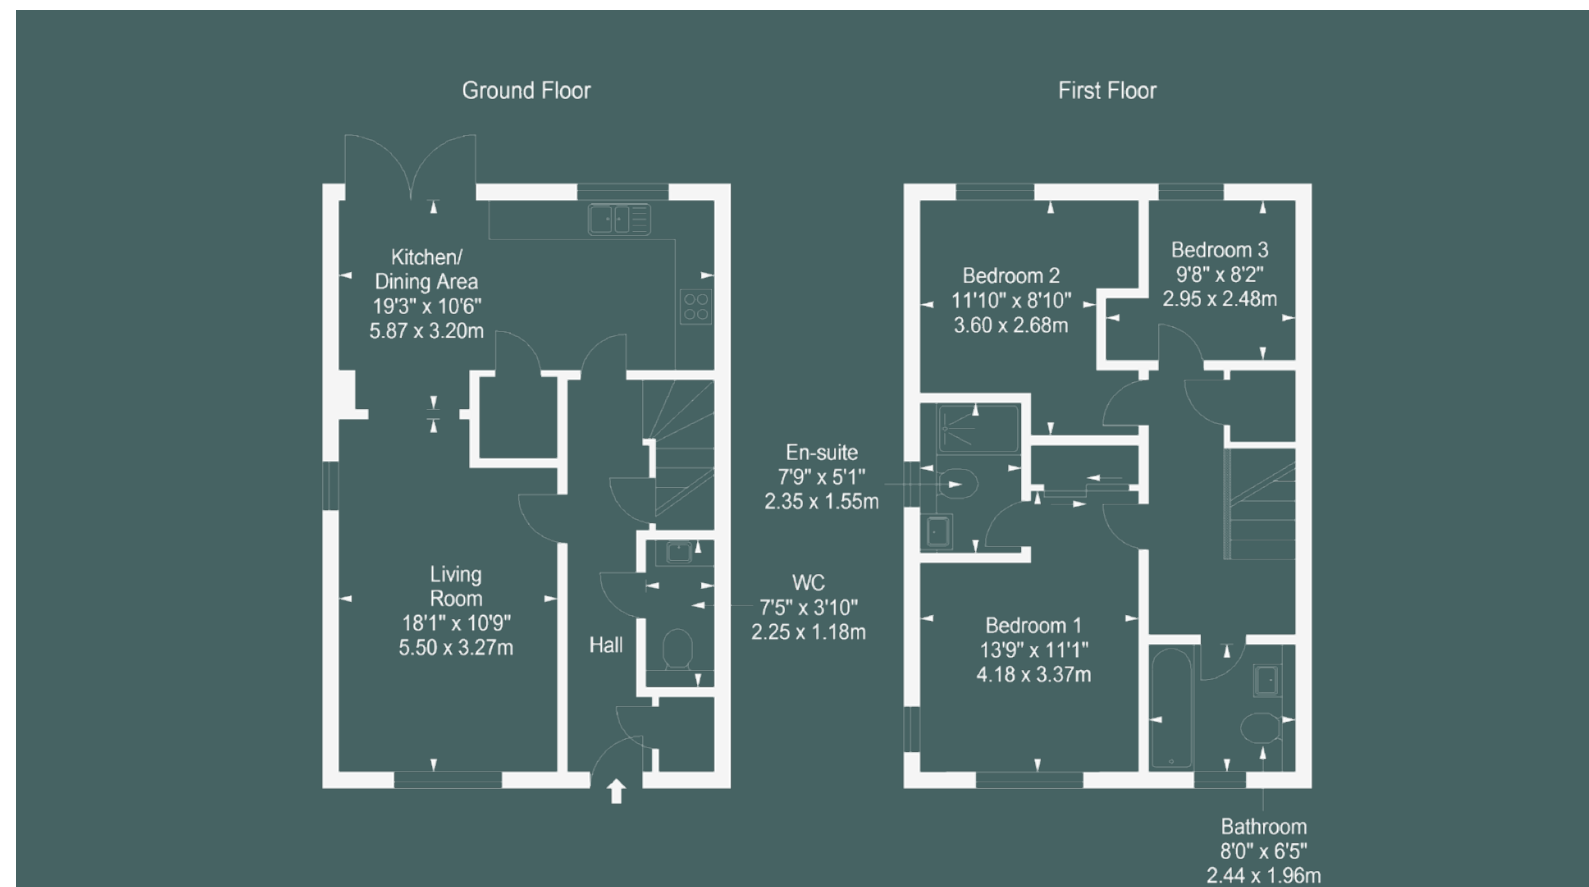 Ground Floor
Kitchen/
Dining Area
19'3" x 10'6"
5.87 x 3.20m
Living
Room
18'1" x 10'9"
5.50 x 3.27m
Hall
WC
7'5" x 3'10"
2.25 x 1.18m
First Floor
Bedroom 2
11'10" x 8'10"
3.60 x 2.68m
Bedroom 3
9'8" x 8'2"
2.95 x 2.48m
En-suite
7'9" x 5'1"
2.35 x 1.55m
Bedroom 1
13'9" x 11'1"
4.18 x 3.37m
Bathroom
8'0" x 6'5"
2.44 x 1.96m